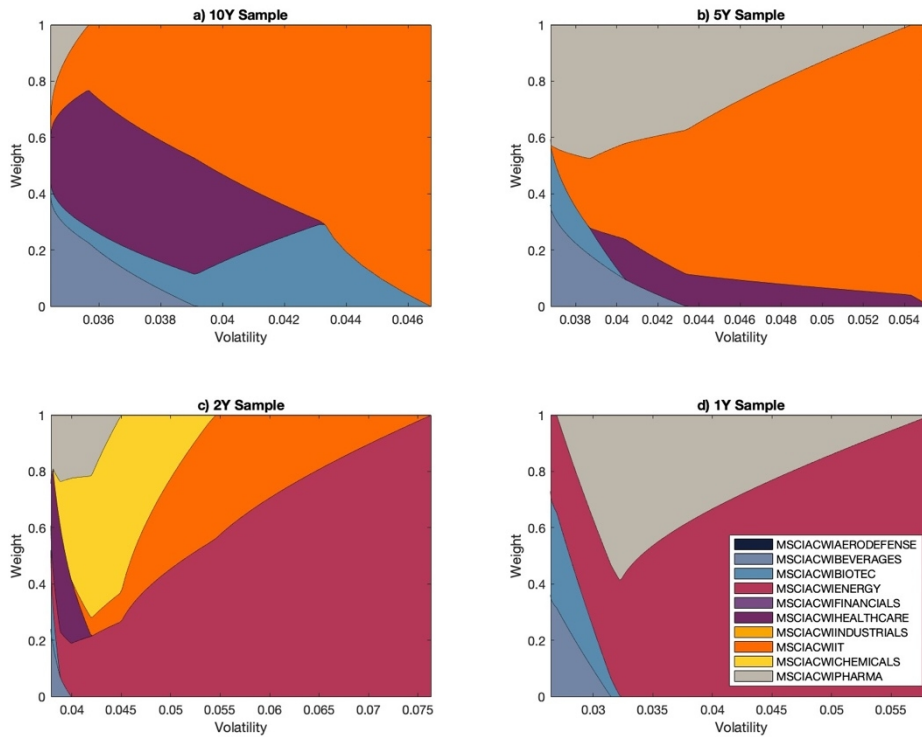 a) 10Y Sample
Weight
1
0.8
0.6
0.4
0.2
0
0.036 0.038 0.04 0.042 0.044 0.046
Volatility
b) 5Y Sample
Weight
1
0.8
0.6
0.4
0.2
0
0.038 0.04 0.042 0.044 0.046 0.048 0.05 0.052 0.054
Volatility
c) 2Y Sample
Weight
1
0.8
0.6
0.4
0.2
0
0.04 0.045 0.05 0.055 0.06 0.065 0.07 0.075
Volatility
d) 1Y Sample
Weight
1
0.8
0.6
0.4
0.2
0
0.03 0.035 0.04 0.045 0.05 0.055
Volatility
MSCIACWIAERODEFENSE
MSCIACWIBEVERAGES
MSCIACWIBIOTEC
MSCIACWIENERGY
MSCIACWIFINANCIALS
MSCIACWIHEALTHCARE
MSCIACWIINDUSTRIALS
MSCIACWIIT
MSCIACWICHEMICALS
MSCIACWIPHARMA